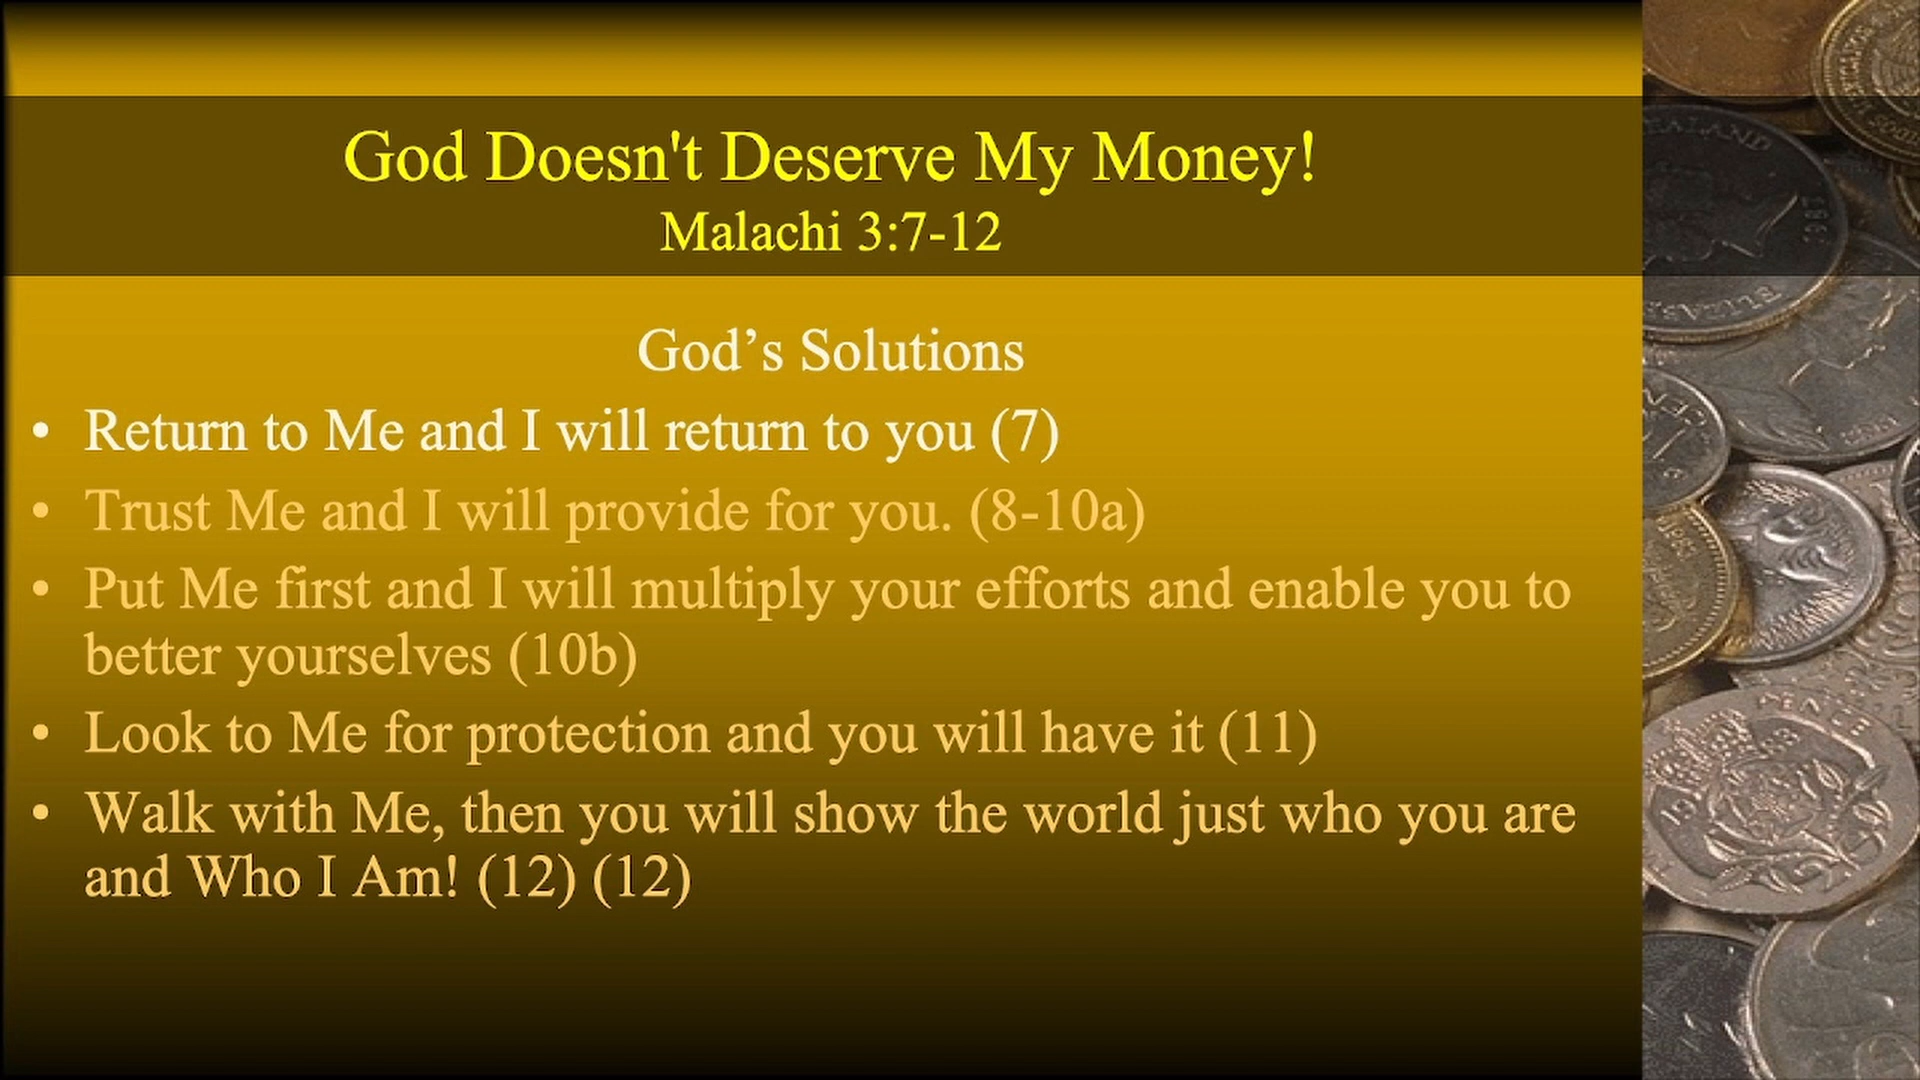 God Doesn't Deserve My Money!
Malachi 3:7-12
God’s Solutions
• Return to Me and I will return to you (7)
• Trust Me and I will provide for you. (8-10a)
• Put Me first and I will multiply your efforts and enable you to
better yourselves (10b)
• Look to Me for protection and you will have it (11)
• Walk with Me, then you will show the world just who you are
and Who I Am! (12) (12)
PENCE